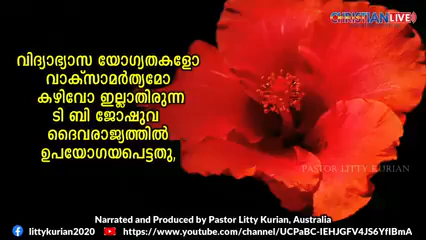 CHRISTIAN LIVE
വിദ്യാഭ്യാസ യോഗ്യതകളോ
വാക്സാമർത്യമോ
കഴിവോ ഇല്ലാതിരുന്ന
ടി ബി ജോഷുവ
ദൈവരാജ്യത്തിൽ
ഉപയോഗയപെട്ടതു,
PASTOR LITTY KURIAN
Narrated and Produced by Pastor Litty Kurian, Australia
littykurian2020 https://www.youtube.com/channel/UCPaBC-IEHJGFV4JS6YfIBmA